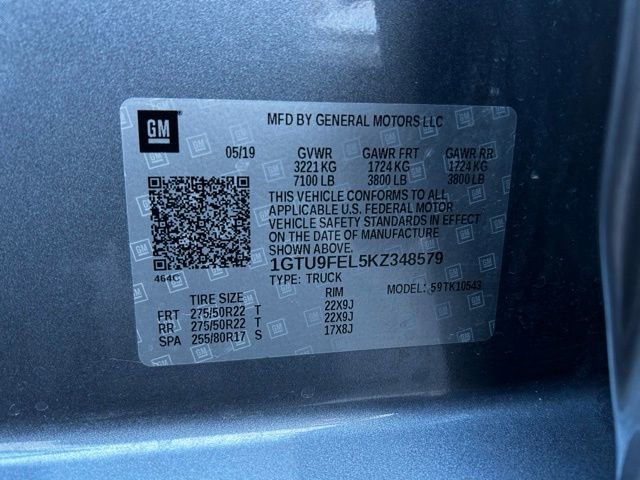 GM
MFD BY GENERAL MOTORS LLC
05/19 GVWR GAWR FRT GAWR RR
3221 KG 1724 KG 1724 KG
7100 LB 3800 LB 3800 LB
THIS VEHICLE CONFORMS TO ALL
APPLICABLE U.S. FEDERAL MOTOR
VEHICLE SAFETY STANDARDS IN EFFECT
ON THE DATE OF MANUFACTURE
SHOWN ABOVE.
1GTU9FEL5KZ348579
464C
TYPE: TRUCK MODEL: 59TK10543
TIRE SIZE RIM
FRT 275/50R22 T 22X9J
RR 275/50R22 T 22X9J
SPA 255/80R17 S 17X8J